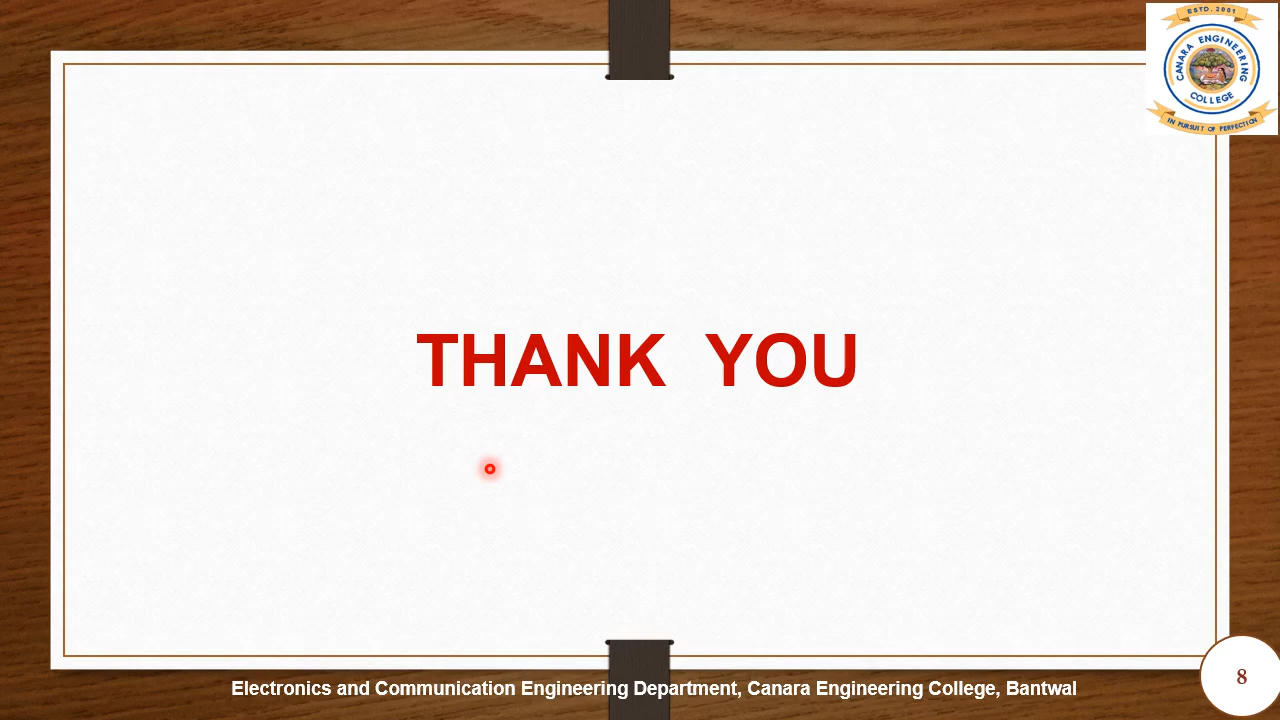 ESTD. 2001
CANARA ENGINEERING
COLLEGE
IN PURSUIT OF PERFECTION
THANK YOU
Electronics and Communication Engineering Department, Canara Engineering College, Bantwal
8